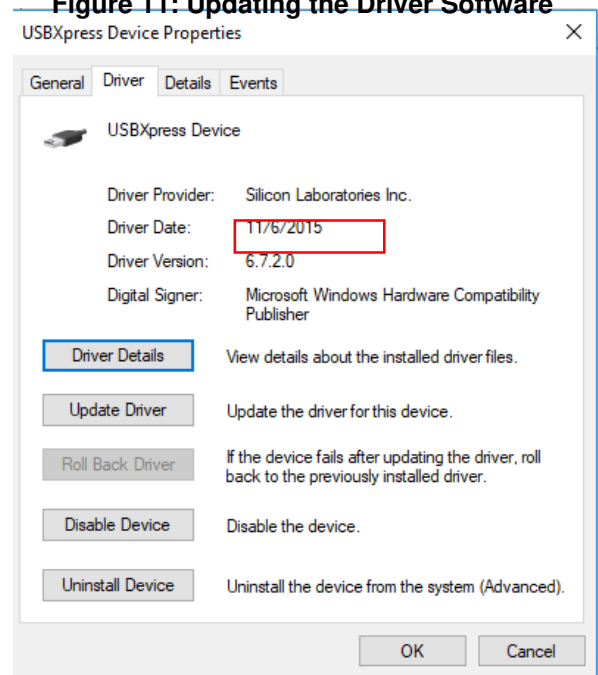 Figure 11: Updating the Driver Software
USBXpress Device Properties
General Driver Details Events
USBXpress Device
Driver Provider: Silicon Laboratories Inc.
Driver Date: 11/6/2015
Driver Version: 6.7.2.0
Digital Signer: Microsoft Windows Hardware Compatibility
Publisher
Driver Details View details about the installed driver files.
Update Driver Update the driver for this device.
Roll Back Driver If the device fails after updating the driver, roll
back to the previously installed driver.
Disable Device Disable the device.
Uninstall Device Uninstall the device from the system (Advanced).
OK Cancel